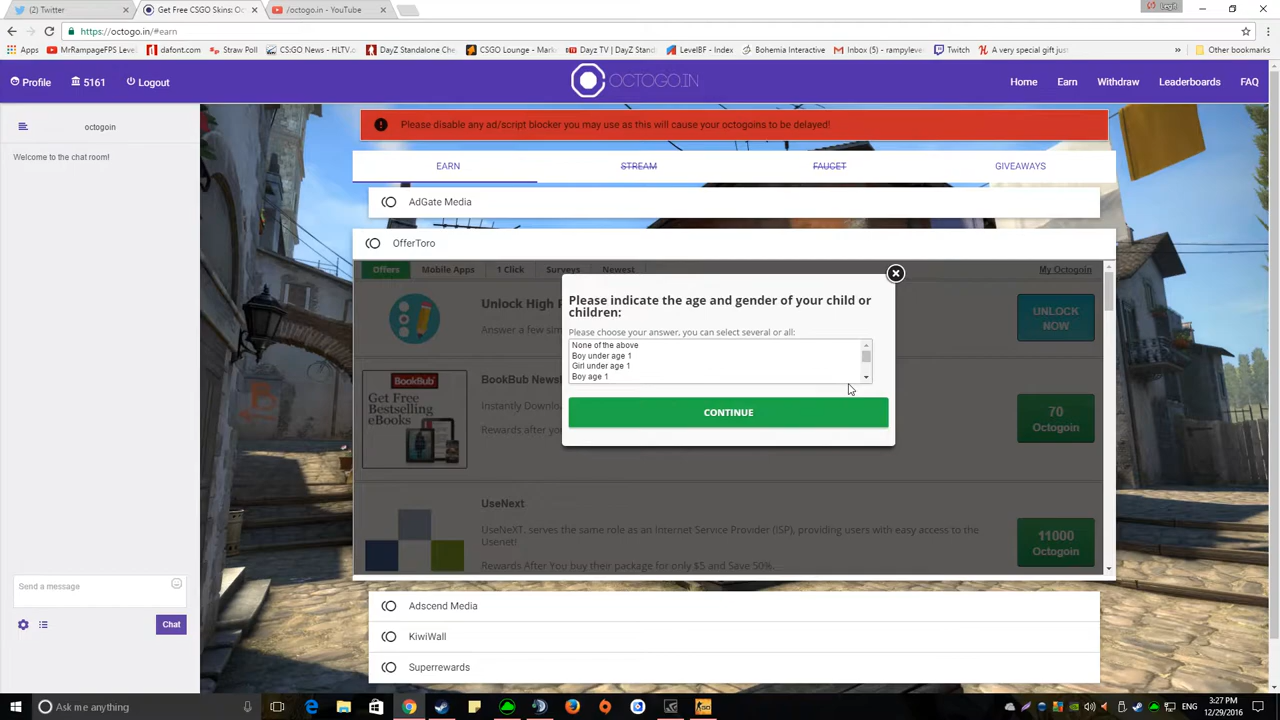 (2) Twitter
Get Free CSGO Skins: Oc
/octogo.in - YouTube
Legit
https://octogo.in/#earn
Apps
MrRampageFPS Level
dafont.com
Straw Poll
CS:GO News - HLTV.o
DayZ Standalone Che
CSGO Lounge - Marke
Dayz TV (DayZ Stand
LevelBF - Index
Bohemia Interactive
Inbox (0) - rampylevel
Twitch
A very special gift just
»
Other bookmarks
Profile
5161
Logout
OCTOGO.IN
Home
Earn
Withdraw
Leaderboards
FAQ
octogoin
Welcome to the chat room!
Please disable any ad/script blocker you may use as this will cause your octogoins to be delayed!
EARN
STREAM
FAUCET
GIVEAWAYS
AdGate Media
OfferToro
Offers
Mobile Apps
1 Click
Surveys
Newest
My Octogoin
Unlock High
Answer a few sim
UNLOCK
NOW
Please indicate the age and gender of your child or
children:
Please choose your answer, you can select several or all:
None of the above
Boy under age 1
Girl under age 1
Boy age 1
CONTINUE
BookBub
Get Free
Bestselling
eBooks
BookBub News
Instantly Downloa
Rewards after yo
70
Octogoin
UseNext
UseNeXT, serves the same role as an Internet Service Provider (ISP), providing users with easy access to the
Usenet!
Rewards After You buy their package for only $5 and Save 50%.
11000
Octogoin
Adscend Media
KiwiWall
Superrewards
Send a message
Chat
Ask me anything
ENG
3:27 PM
12/29/2016